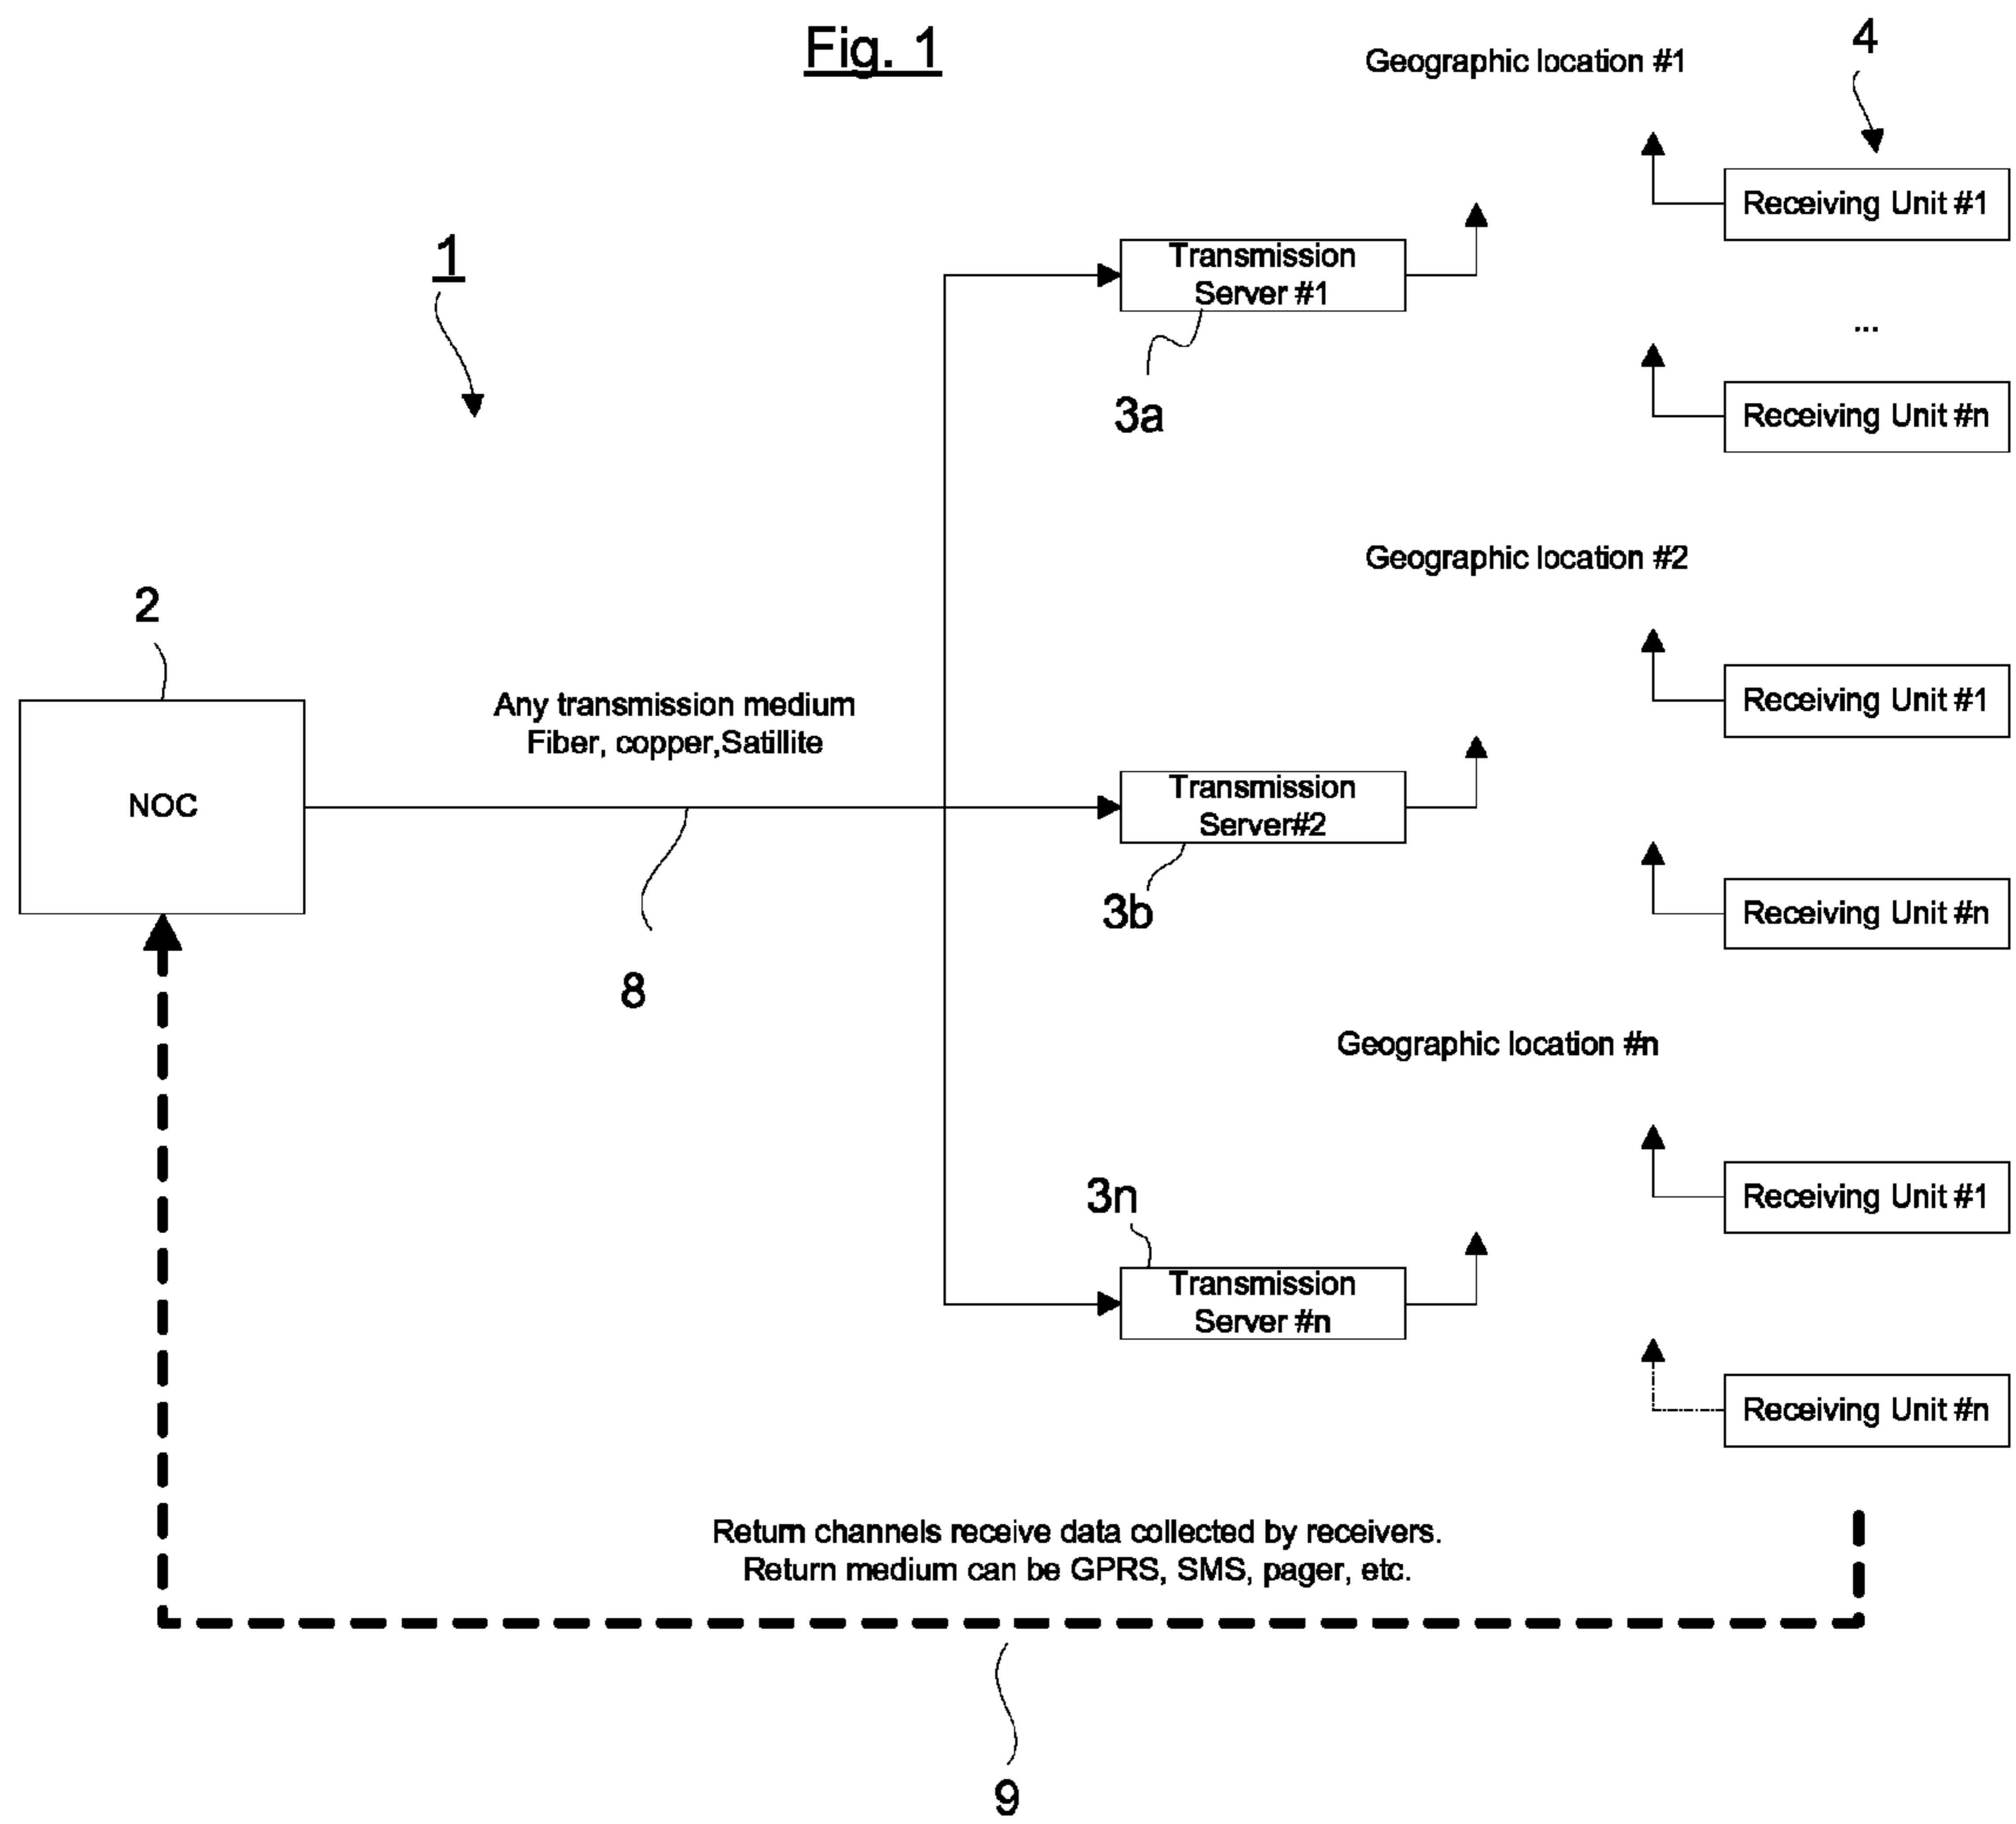 Fig. 1
Geographic location #1
4
Receiving Unit #1
1
Transmission
Server #1
...
3a
Receiving Unit #n
Geographic location #2
2
Receiving Unit #1
Any transmission medium
Fiber, copper,Satillite
NOC
Transmission
Server#2
3b
Receiving Unit #n
8
Geographic location #n
3n
Receiving Unit #1
Transmission
Server #n
Receiving Unit #n
Return channels receive data collected by receivers.
Return medium can be GPRS, SMS, pager, etc.
9